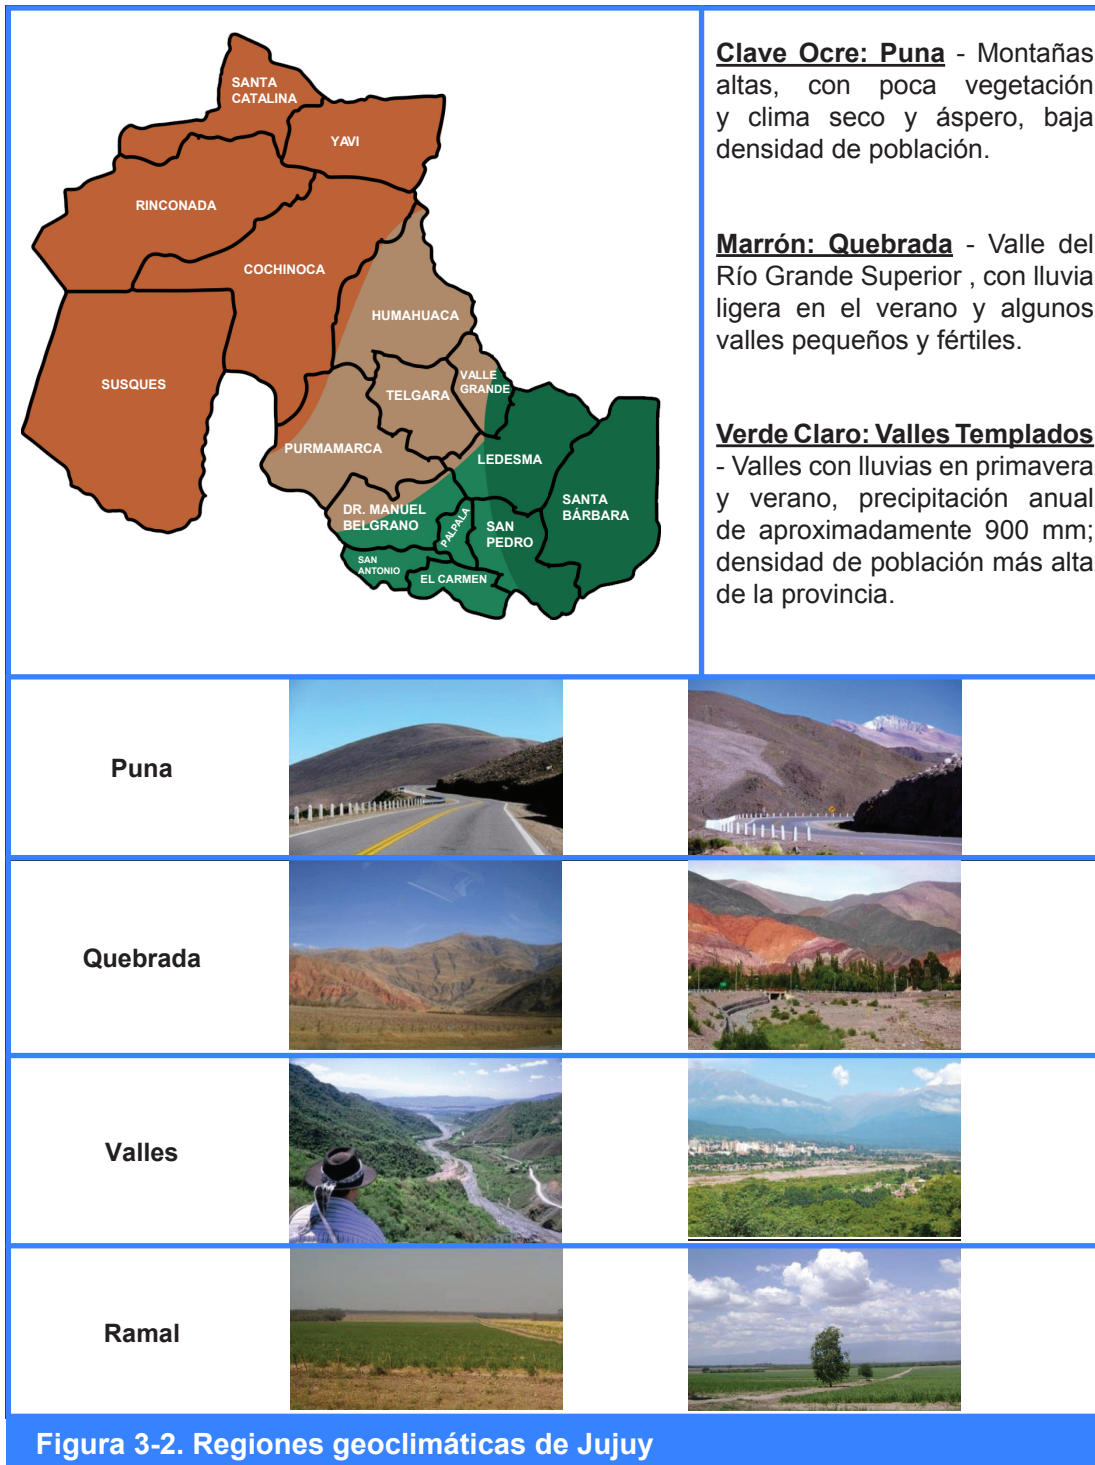 SANTA
CATALINA
YAVI
RINCONADA
COCHINOCA
HUMAHUACA
SUSQUES
VALLE
GRANDE
TELGARA
PURMAMARCA
LEDESMA
DR. MANUEL
BELGRANO
PALPALA
SAN
PEDRO
SANTA
BÁRBARA
SAN
ANTONIO
EL CARMEN
Clave Ocre: Puna - Montañas
altas, con poca vegetación
y clima seco y áspero, baja
densidad de población.
Marrón: Quebrada - Valle del
Río Grande Superior , con lluvia
ligera en el verano y algunos
valles pequeños y fértiles.
Verde Claro: Valles Templados
- Valles con lluvias en primavera
y verano, precipitación anual
de aproximadamente 900 mm;
densidad de población más alta
de la provincia.
Puna
Quebrada
Valles
Ramal
Figura 3-2. Regiones geoclimáticas de Jujuy